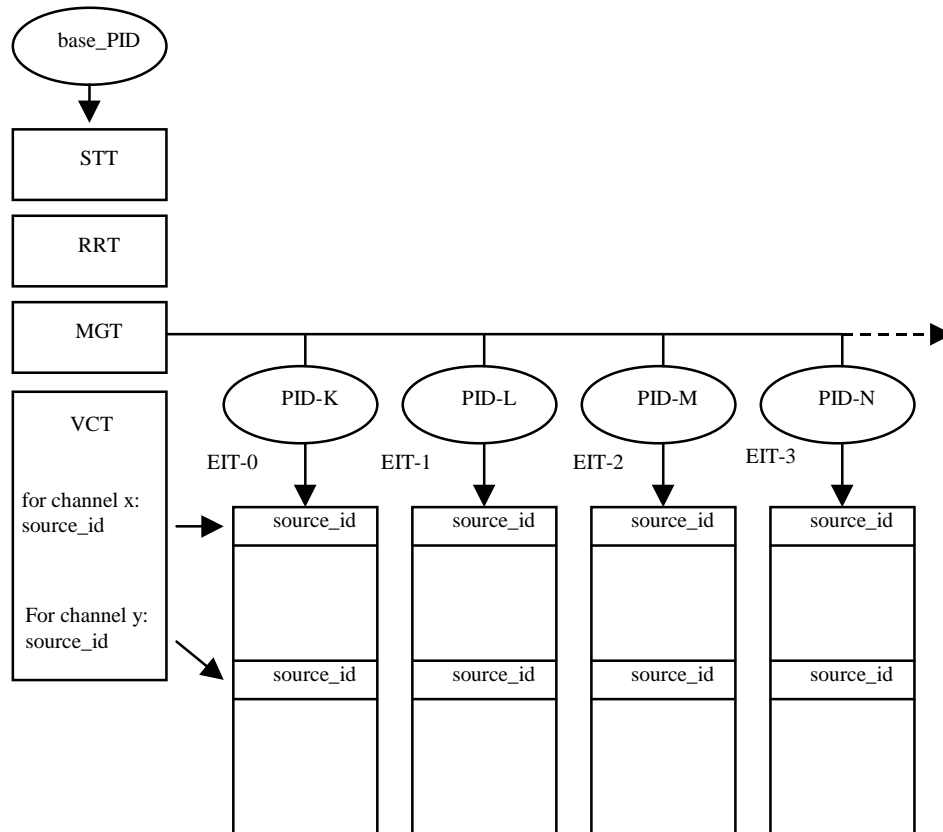 base_PID
STT
RRT
MGT
PID-K
PID-L
PID-M
PID-N
VCT
EIT-0
EIT-1
EIT-2
EIT-3
for channel x:
source_id
source_id
source_id
source_id
source_id
For channel y:
source_id
source_id
source_id
source_id
source_id